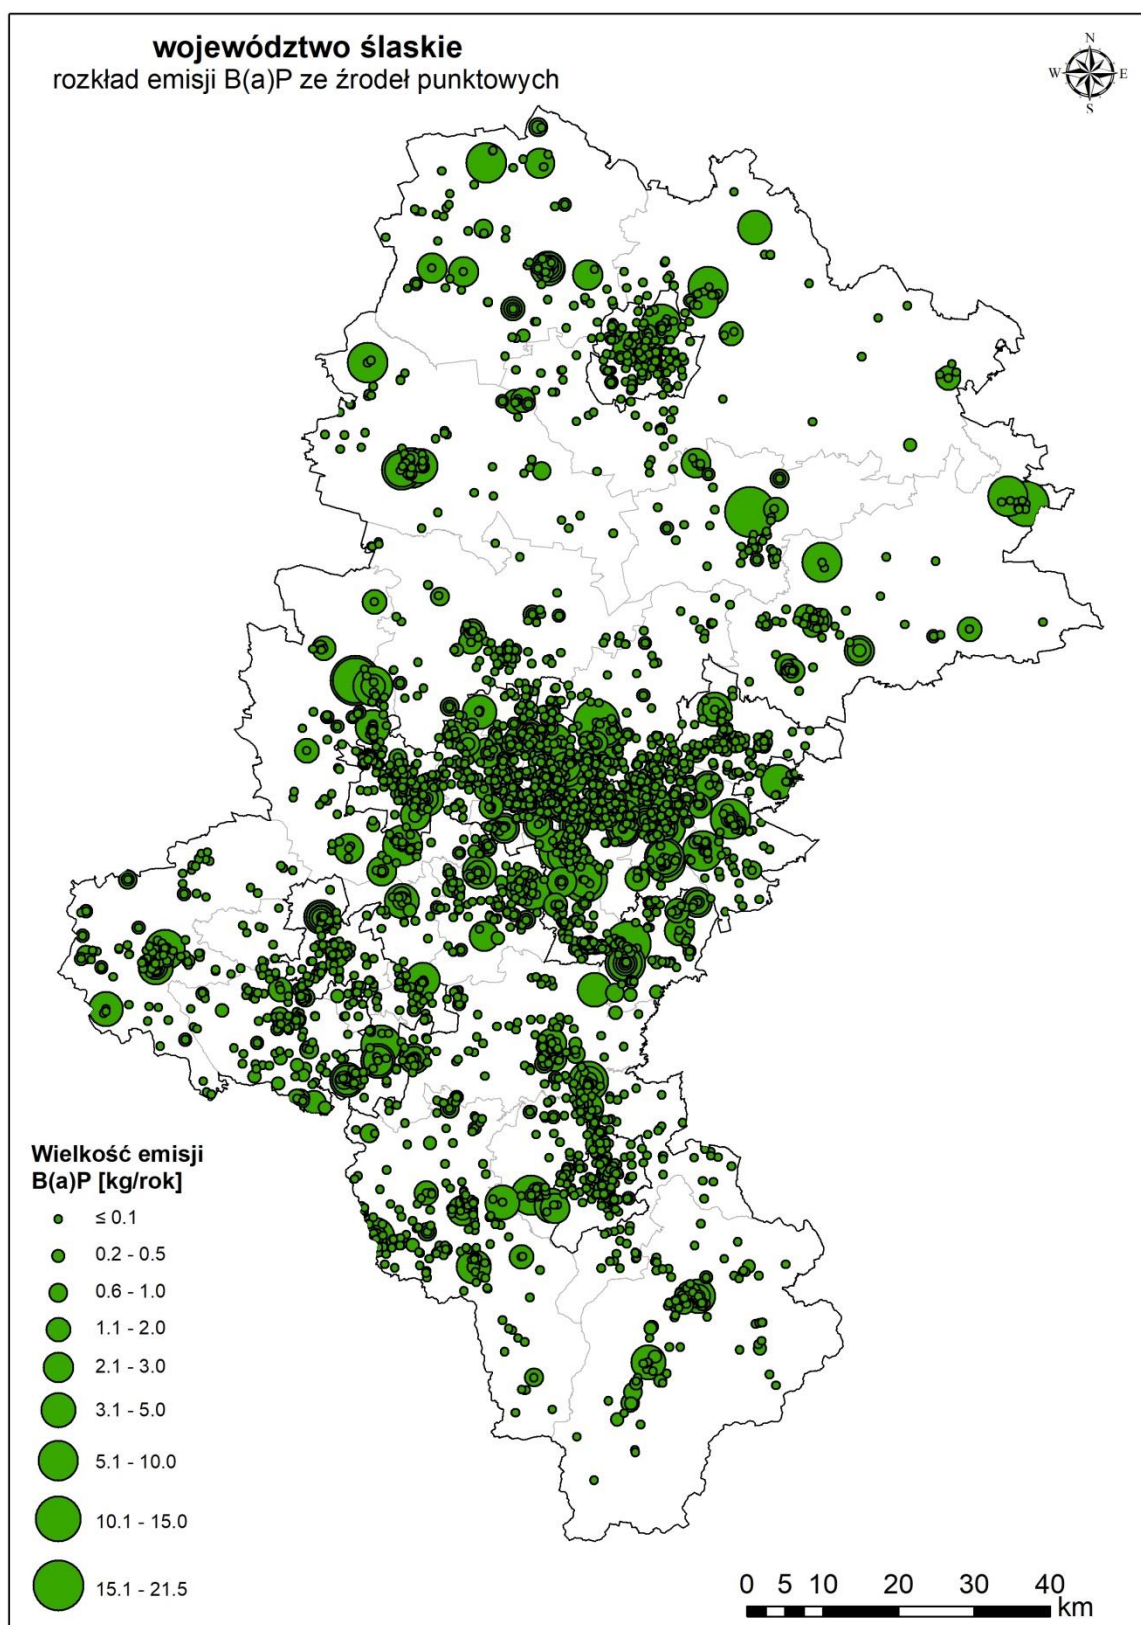 województwo ślaskie
rozkład emisji B(a)P ze źrodeł punktowych
N
W E
S
Wielkość emisji
B(a)P [kg/rok]
≤ 0.1
0.2 - 0.5
0.6 - 1.0
1.1 - 2.0
2.1 - 3.0
3.1 - 5.0
5.1 - 10.0
10.1 - 15.0
15.1 - 21.5
0 5 10 20 30 40
km